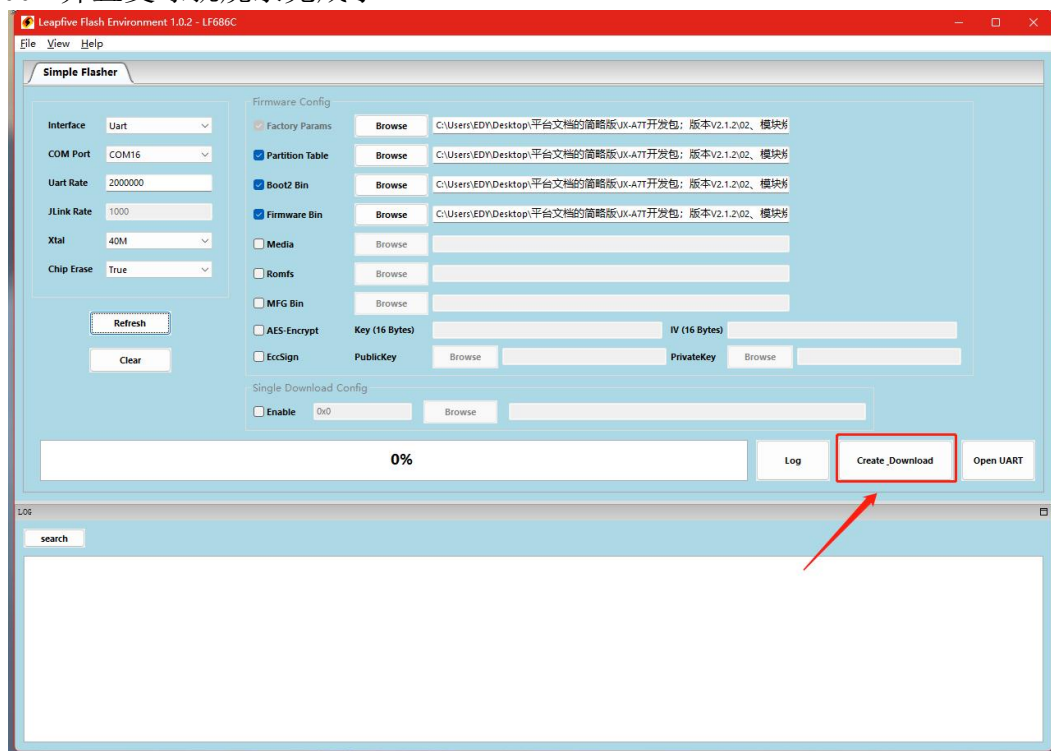 Leapfive Flash Environment 1.0.2 - LF686C
File View Help
Simple Flasher
Firmware Config
Interface Uart
Factory Params Browse C:\Users\EDY\Desktop\平台文档的简略版\JX-A7T开发包；版本V2.1.2\02、模块烧
COM Port COM16
Partition Table Browse C:\Users\EDY\Desktop\平台文档的简略版\JX-A7T开发包；版本V2.1.2\02、模块烧
Uart Rate 2000000
Boot2 Bin Browse C:\Users\EDY\Desktop\平台文档的简略版\JX-A7T开发包；版本V2.1.2\02、模块烧
JLink Rate 1000
Firmware Bin Browse C:\Users\EDY\Desktop\平台文档的简略版\JX-A7T开发包；版本V2.1.2\02、模块烧
Xtal 40M
Media Browse
Chip Erase True
Romfs Browse
MFG Bin Browse
Refresh
AES-Encrypt Key (16 Bytes) IV (16 Bytes)
Clear
EccSign PublicKey Browse PrivateKey Browse
Single Download Config
Enable 0x0 Browse
0%
Log
Create_Download
Open UART
LOG
search